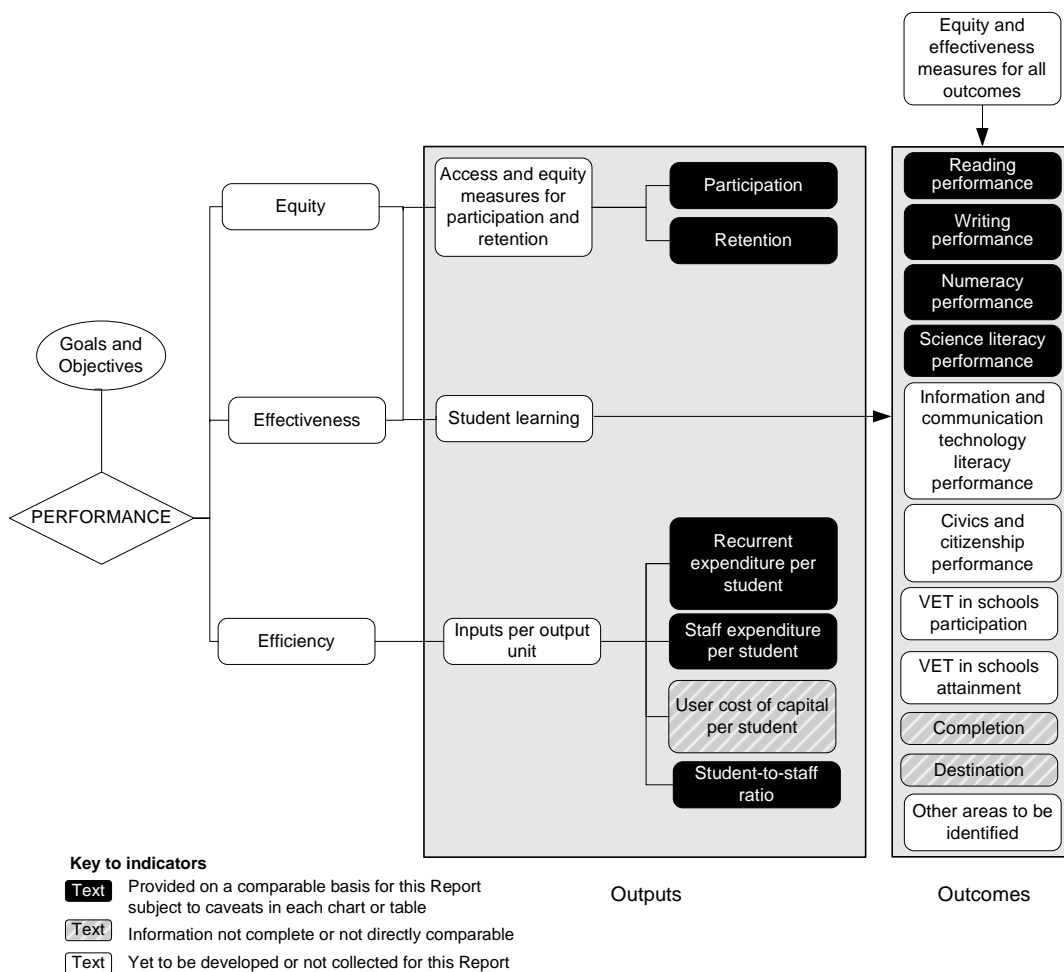 Equity and
effectiveness
measures for all
outcomes
Goals and
Objectives
PERFORMANCE
Equity
Effectiveness
Efficiency
Access and equity
measures for
participation and
retention
Student learning
Inputs per output
unit
Participation
Retention
Recurrent
expenditure per
student
Staff expenditure
per student
User cost of capital
per student
Student-to-staff
ratio
Reading
performance
Writing
performance
Numeracy
performance
Science literacy
performance
Information and
communication
technology
literacy
performance
Civics and
citizenship
performance
VET in schools
participation
VET in schools
attainment
Completion
Destination
Other areas to be
identified
Outputs
Outcomes
Key to indicators
Text Provided on a comparable basis for this Report
subject to caveats in each chart or table
Text Information not complete or not directly comparable
Text Yet to be developed or not collected for this Report